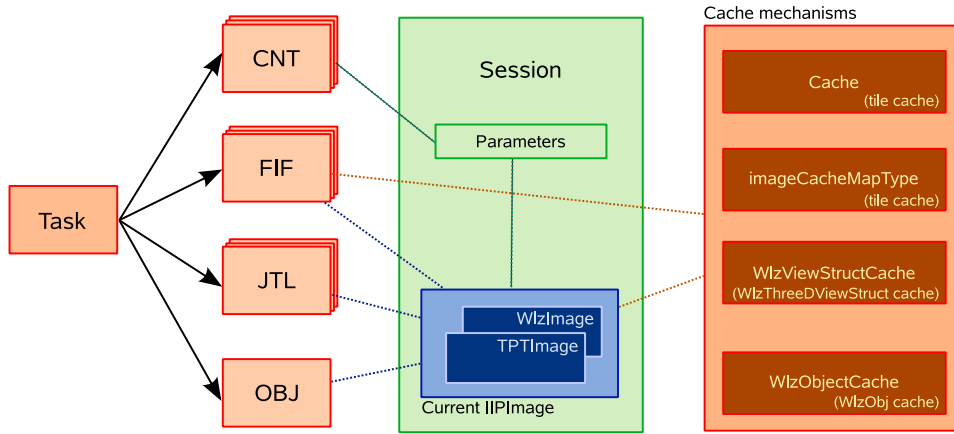 Cache mechanisms
CNT
Session
Cache
(tile cache)
Parameters
FIF
imageCacheMapType
(tile cache)
Task
JTL
WlzViewStructCache
(WlzThreeDViewStruct cache)
WlzImage
TPTImage
OBJ
WlzObjectCache
(WlzObj cache)
Current IIPImage